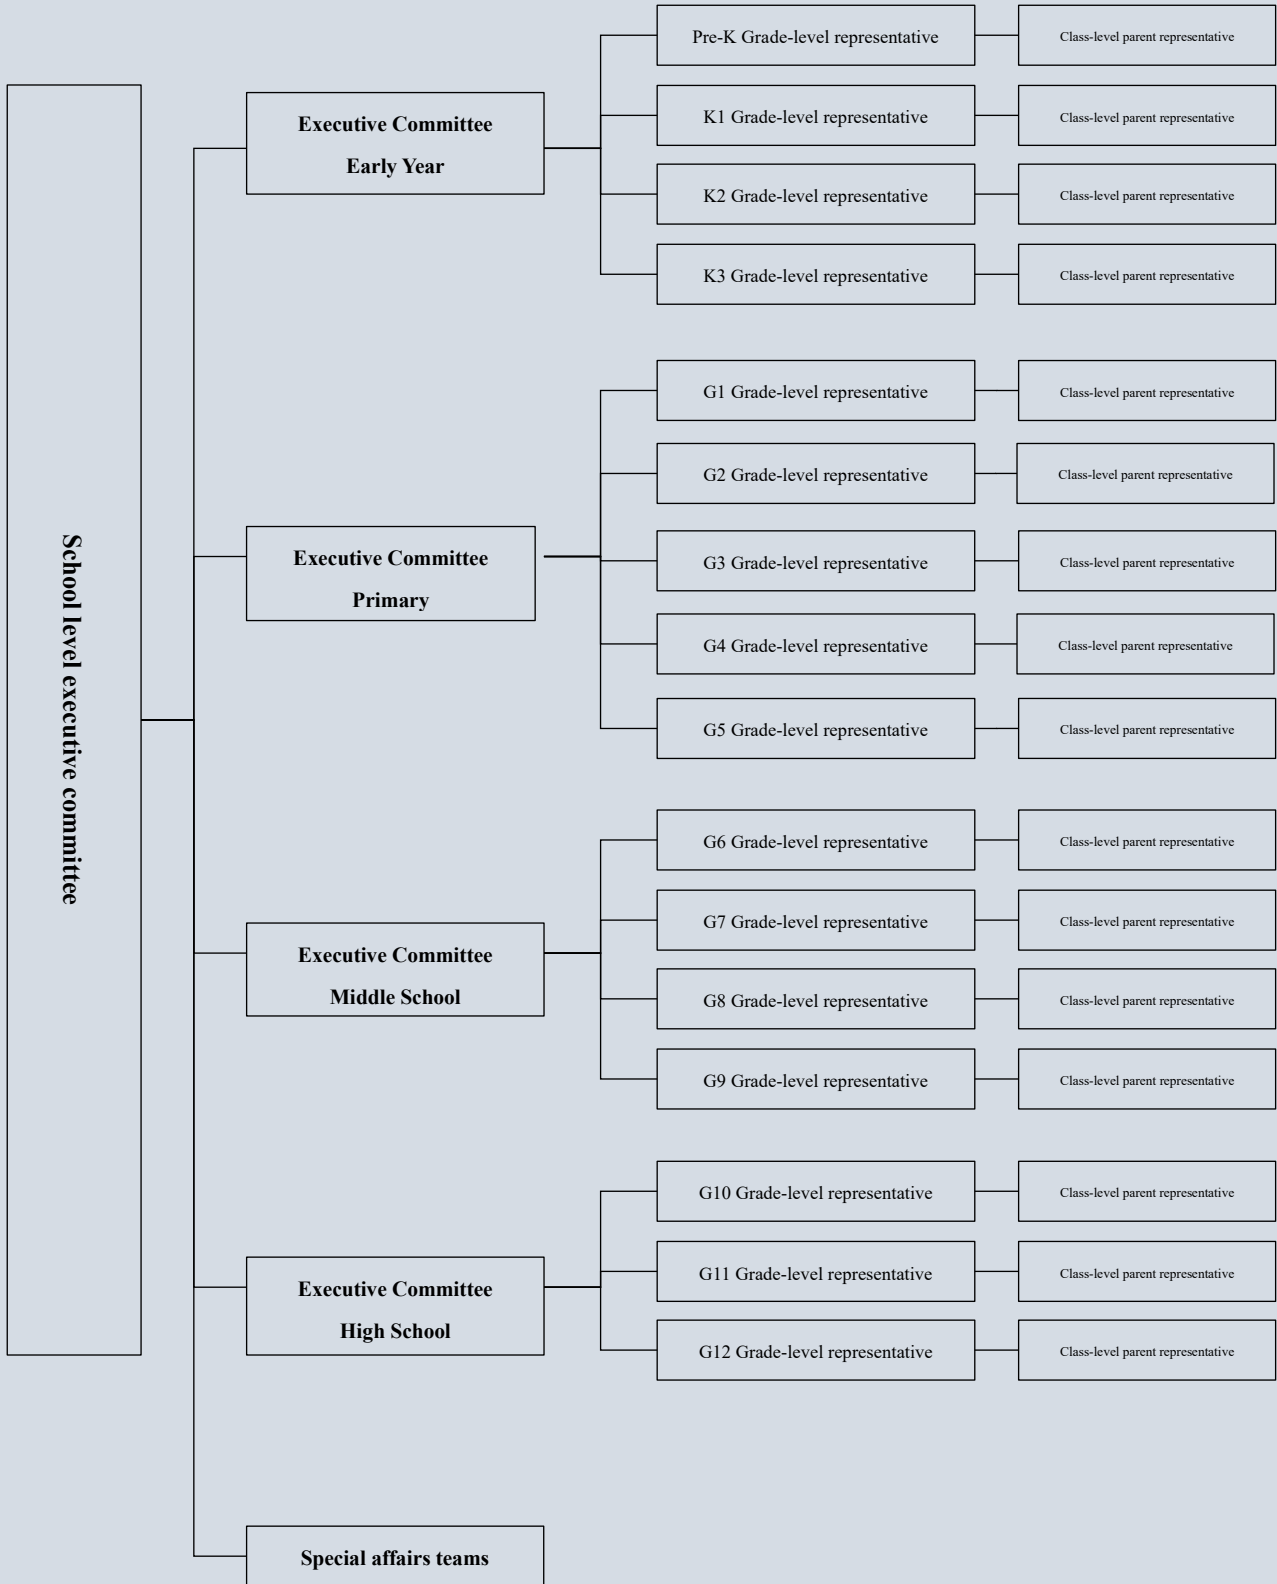 School level executive committee
Executive Committee
Early Year
Pre-K Grade-level representative
Class-level parent representative
K1 Grade-level representative
Class-level parent representative
K2 Grade-level representative
Class-level parent representative
K3 Grade-level representative
Class-level parent representative
Executive Committee
Primary
G1 Grade-level representative
Class-level parent representative
G2 Grade-level representative
Class-level parent representative
G3 Grade-level representative
Class-level parent representative
G4 Grade-level representative
Class-level parent representative
G5 Grade-level representative
Class-level parent representative
Executive Committee
Middle School
G6 Grade-level representative
Class-level parent representative
G7 Grade-level representative
Class-level parent representative
G8 Grade-level representative
Class-level parent representative
G9 Grade-level representative
Class-level parent representative
Executive Committee
High School
G10 Grade-level representative
Class-level parent representative
G11 Grade-level representative
Class-level parent representative
G12 Grade-level representative
Class-level parent representative
Special affairs teams